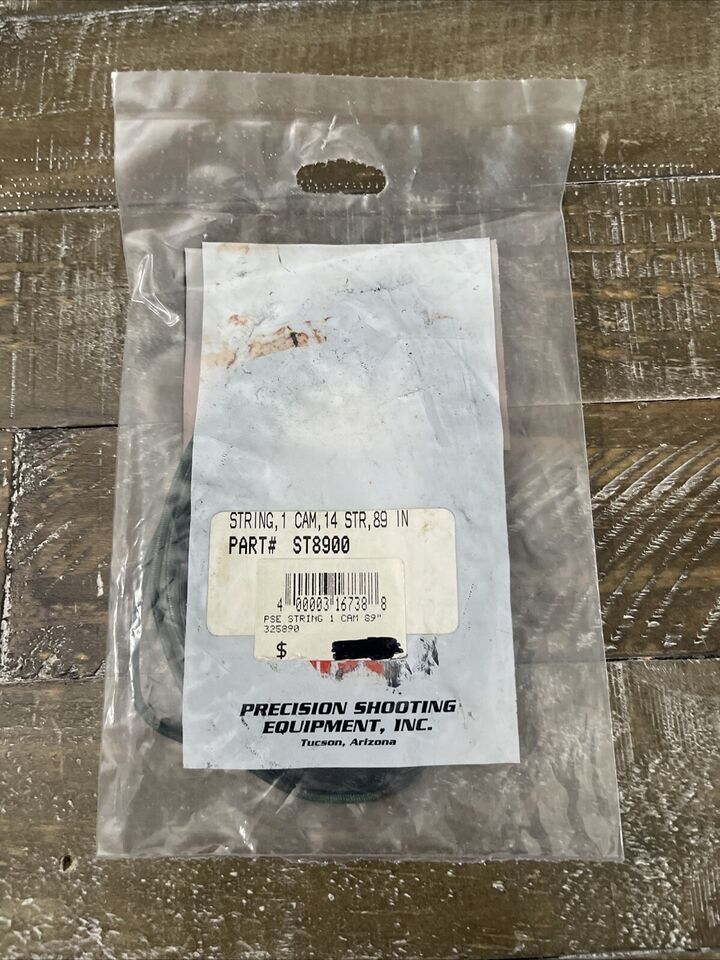 STRING,1 CAM,14 STR,89 IN
PART# ST8900
4 00003 16738 8
PSE STRING 1 CAM 89"
325890
$
PRECISION SHOOTING
EQUIPMENT, INC.
Tucson, Arizona